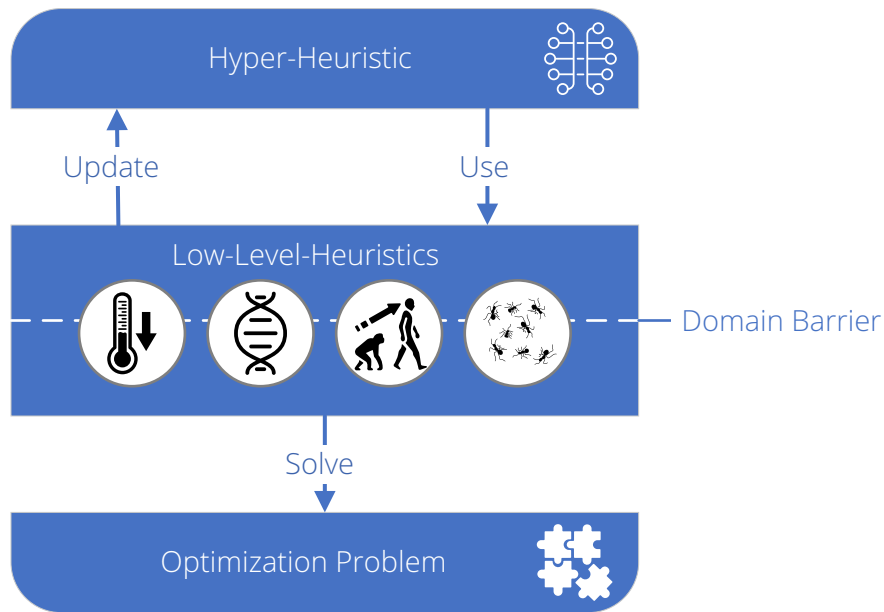 Hyper-Heuristic
Update
Use
Low-Level-Heuristics
Domain Barrier
Solve
Optimization Problem